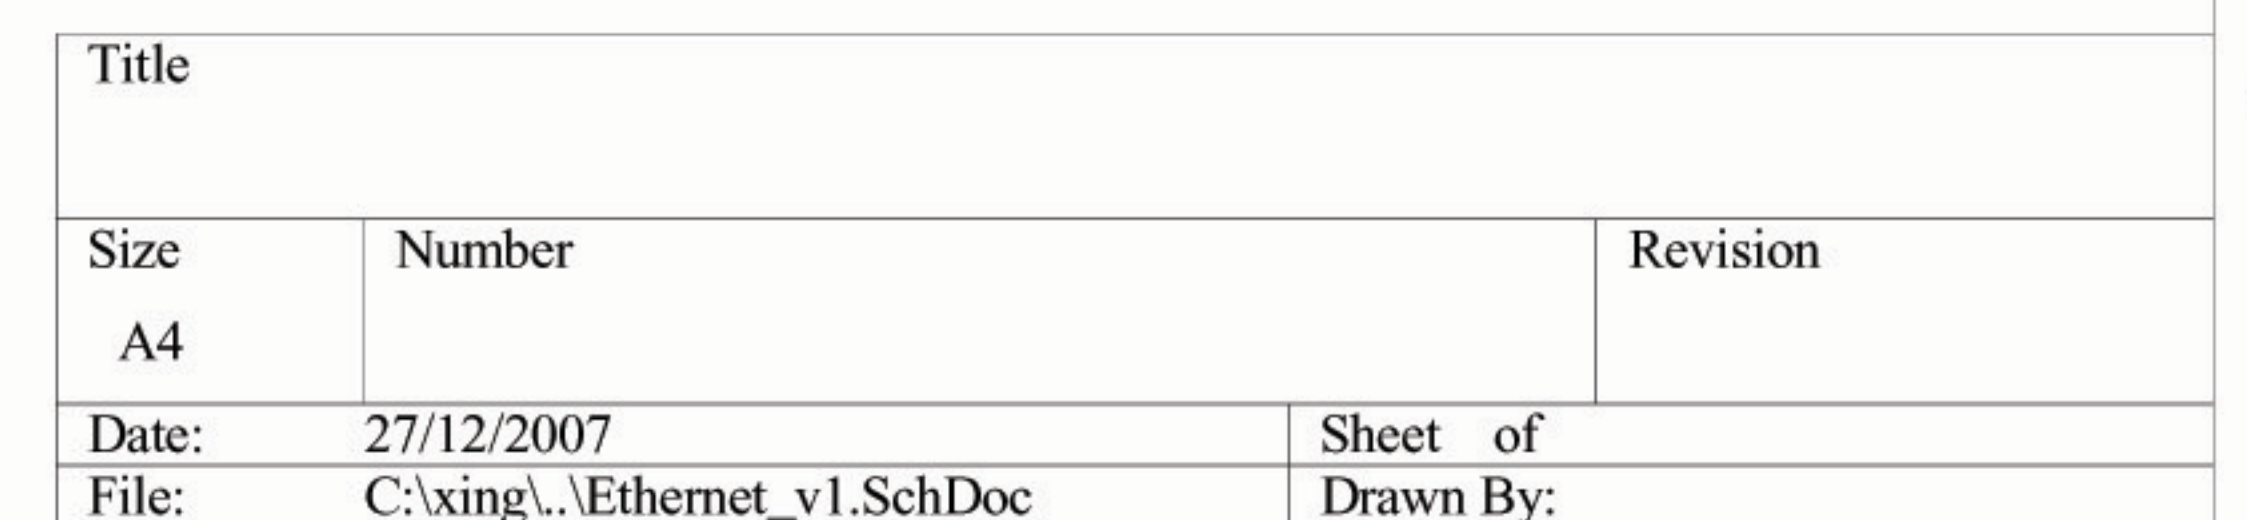 Title
Size Number Revision
A4
Date: 27/12/2007 Sheet of
File: C:\xing\..\Ethernet_v1.SchDoc Drawn By: